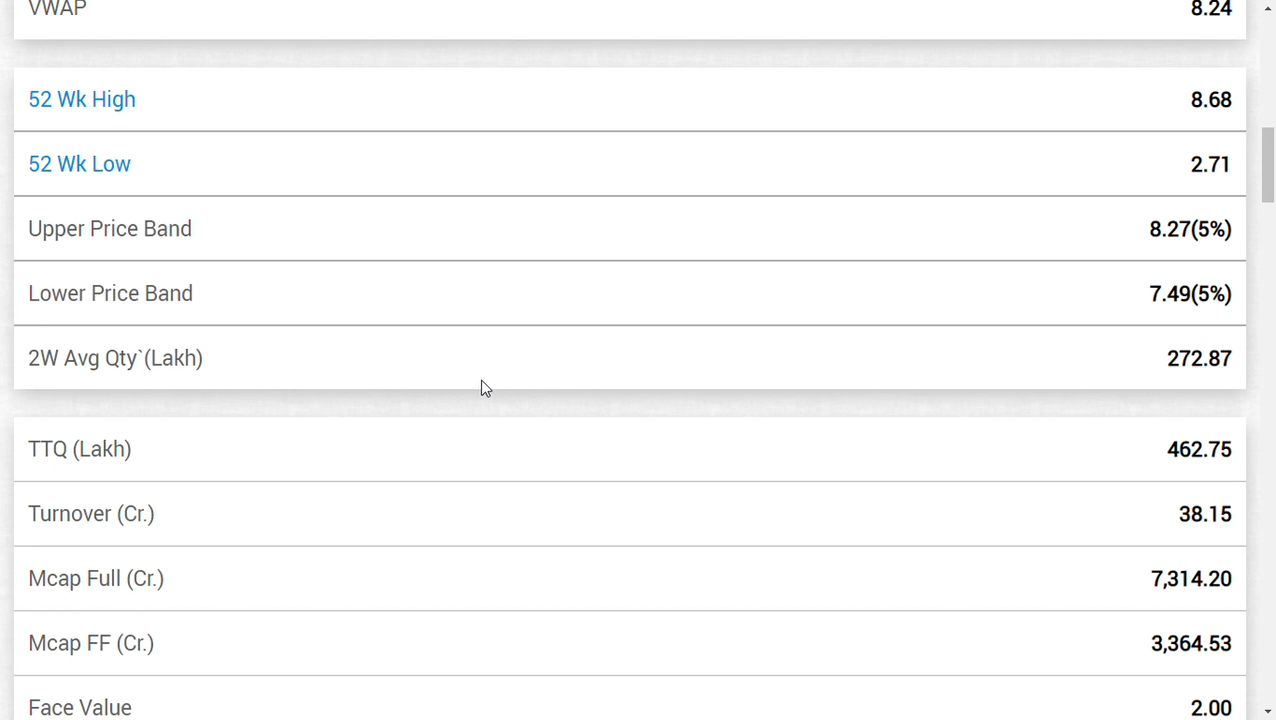 VWAP 8.24
52 Wk High 8.68
52 Wk Low 2.71
Upper Price Band 8.27(5%)
Lower Price Band 7.49(5%)
2W Avg Qty`(Lakh) 272.87
TTQ (Lakh) 462.75
Turnover (Cr.) 38.15
Mcap Full (Cr.) 7,314.20
Mcap FF (Cr.) 3,364.53
Face Value 2.00